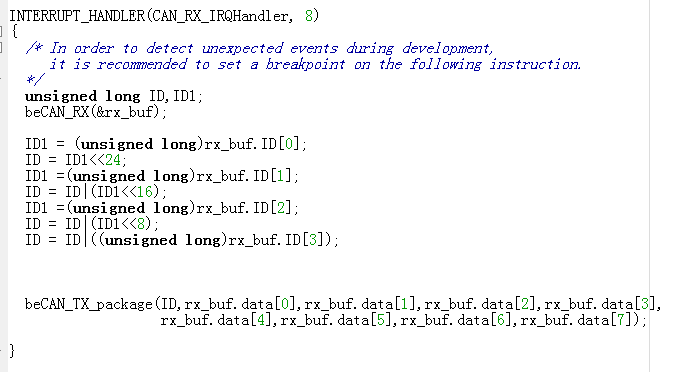 INTERRUPT_HANDLER(CAN_RX_IRQHandler, 8)
{
/* In order to detect unexpected events during development,
it is recommended to set a breakpoint on the following instruction.
*/
unsigned long ID,ID1;
beCAN_RX(&rx_buf);
ID1 = (unsigned long)rx_buf.ID[0];
ID = ID1<<24;
ID1 =(unsigned long)rx_buf.ID[1];
ID = ID|(ID1<<16);
ID1 =(unsigned long)rx_buf.ID[2];
ID = ID|(ID1<<8);
ID = ID|((unsigned long)rx_buf.ID[3]);
beCAN_TX_package(ID,rx_buf.data[0],rx_buf.data[1],rx_buf.data[2],rx_buf.data[3],
rx_buf.data[4],rx_buf.data[5],rx_buf.data[6],rx_buf.data[7]);
}